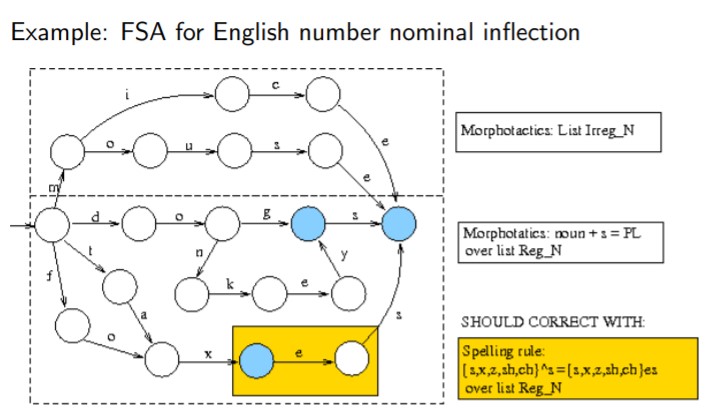 Example: FSA for English number nominal inflection
i
c
Morphotactics: List Irreg_N
o
u
s
e
e
m
d
o
g
s
Morphotatics: noun + s = PL
over list Reg_N
t
n
y
f
k
e
a
s
o
SHOULD CORRECT WITH:
x
e
Spelling rule:
{s,x,z,sh,ch}^s={s,x,z,sh,ch}es
over list Reg_N